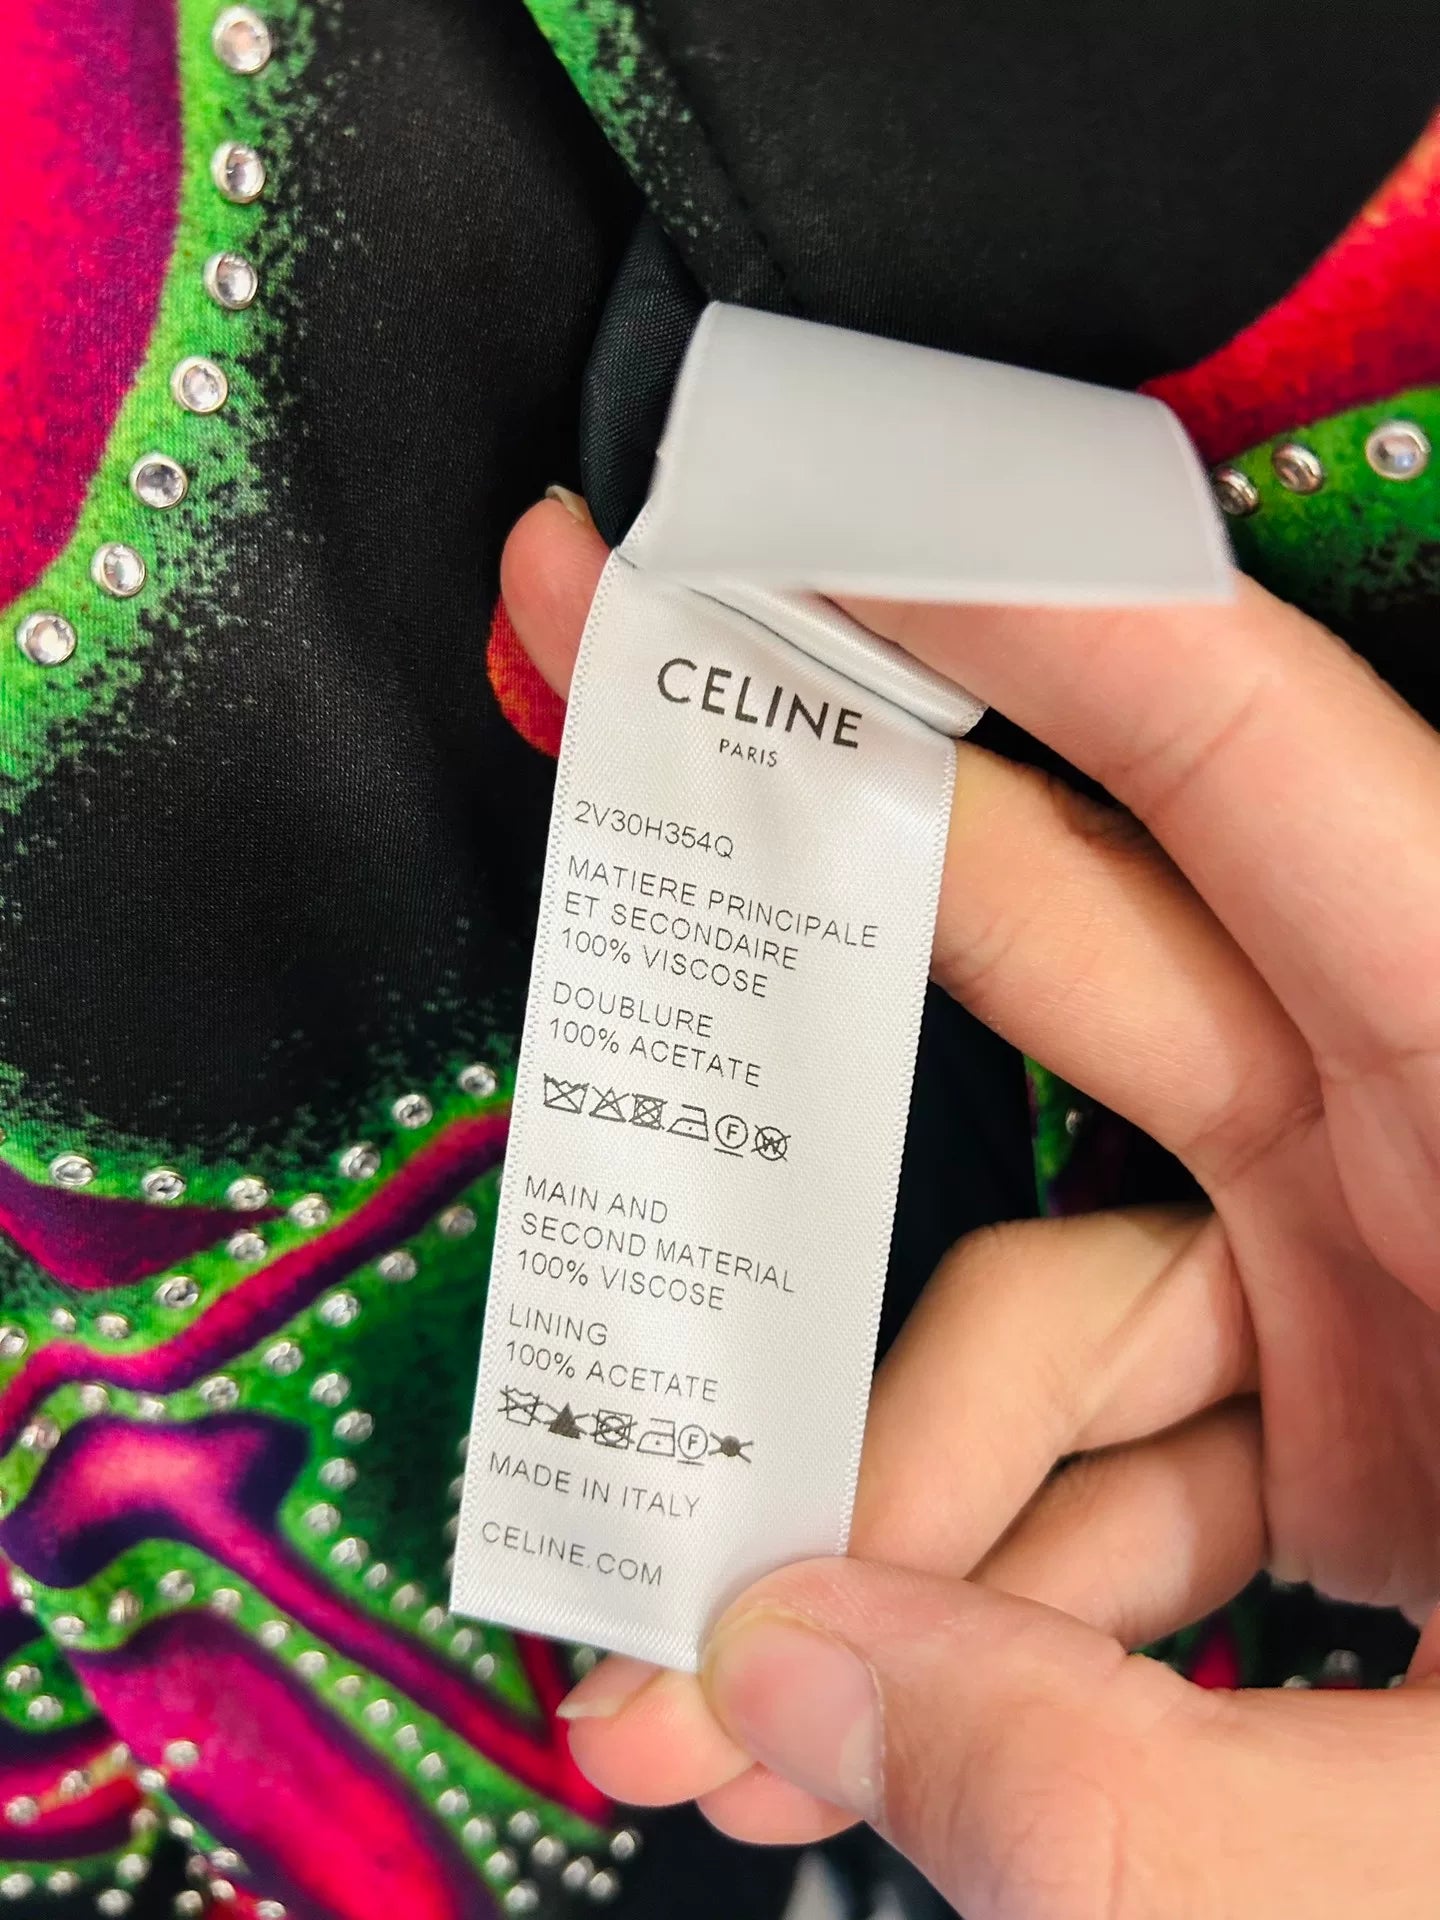 CELINE
PARIS
2V30H354Q
MATIERE PRINCIPALE
ET SECONDAIRE
100% VISCOSE
DOUBLURE
100% ACETATE
F W
MAIN AND
SECOND MATERIAL
100% VISCOSE
LINING
100% ACETATE
F
MADE IN ITALY
CELINE.COM